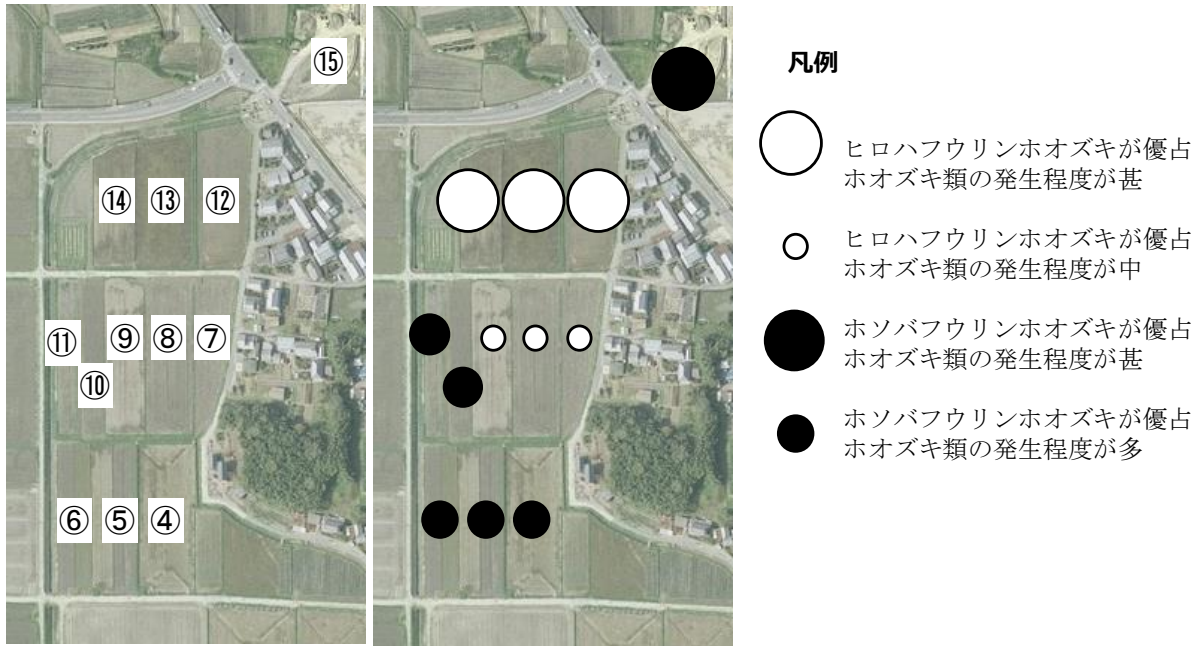 ⑮
⑭ ⑬ ⑫
⑪ ⑨ ⑧ ⑦
⑩
⑥ ⑤ ④
凡例
ヒロハフウリンホオズキが優占
ホオズキ類の発生程度が甚
ヒロハフウリンホオズキが優占
ホオズキ類の発生程度が中
ホソバフウリンホオズキが優占
ホオズキ類の発生程度が甚
ホソバフウリンホオズキが優占
ホオズキ類の発生程度が多